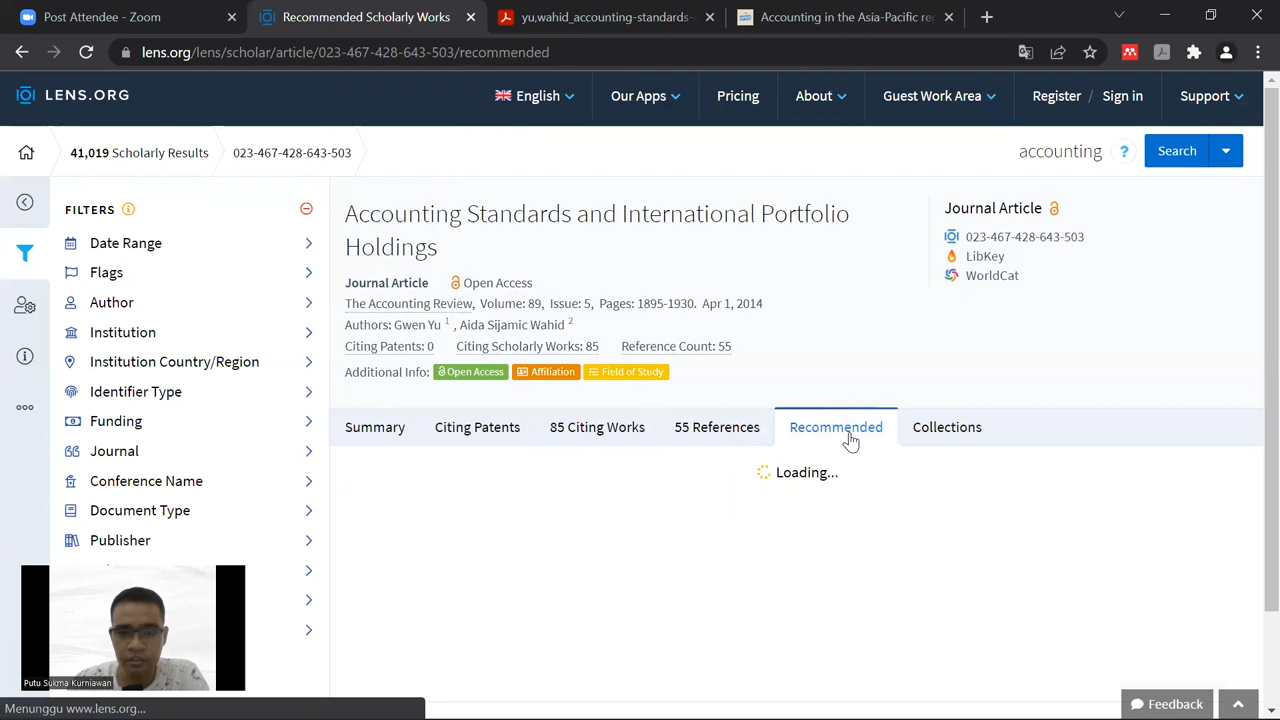 Post Attendee - Zoom
Recommended Scholarly Works
yu,wahid_accounting-standards-
Accounting in the Asia-Pacific re
lens.org/lens/scholar/article/023-467-428-643-503/recommended
LENS.ORG
English
Our Apps
Pricing
About
Guest Work Area
Register / Sign in
Support
41,019 Scholarly Results
023-467-428-643-503
accounting
?
Search
FILTERS
Date Range
Flags
Author
Institution
Institution Country/Region
Identifier Type
Funding
Journal
Conference Name
Document Type
Publisher
Accounting Standards and International Portfolio
Holdings
Journal Article Open Access
The Accounting Review, Volume: 89, Issue: 5, Pages: 1895-1930. Apr 1, 2014
Authors: Gwen Yu 1 , Aida Sijamic Wahid 2
Citing Patents: 0 Citing Scholarly Works: 85 Reference Count: 55
Additional Info: Open Access Affiliation Field of Study
Journal Article
023-467-428-643-503
LibKey
WorldCat
Summary
Citing Patents
85 Citing Works
55 References
Recommended
Collections
Loading...
Putu Sukma Kurniawan
Menunggu www.lens.org...
Feedback